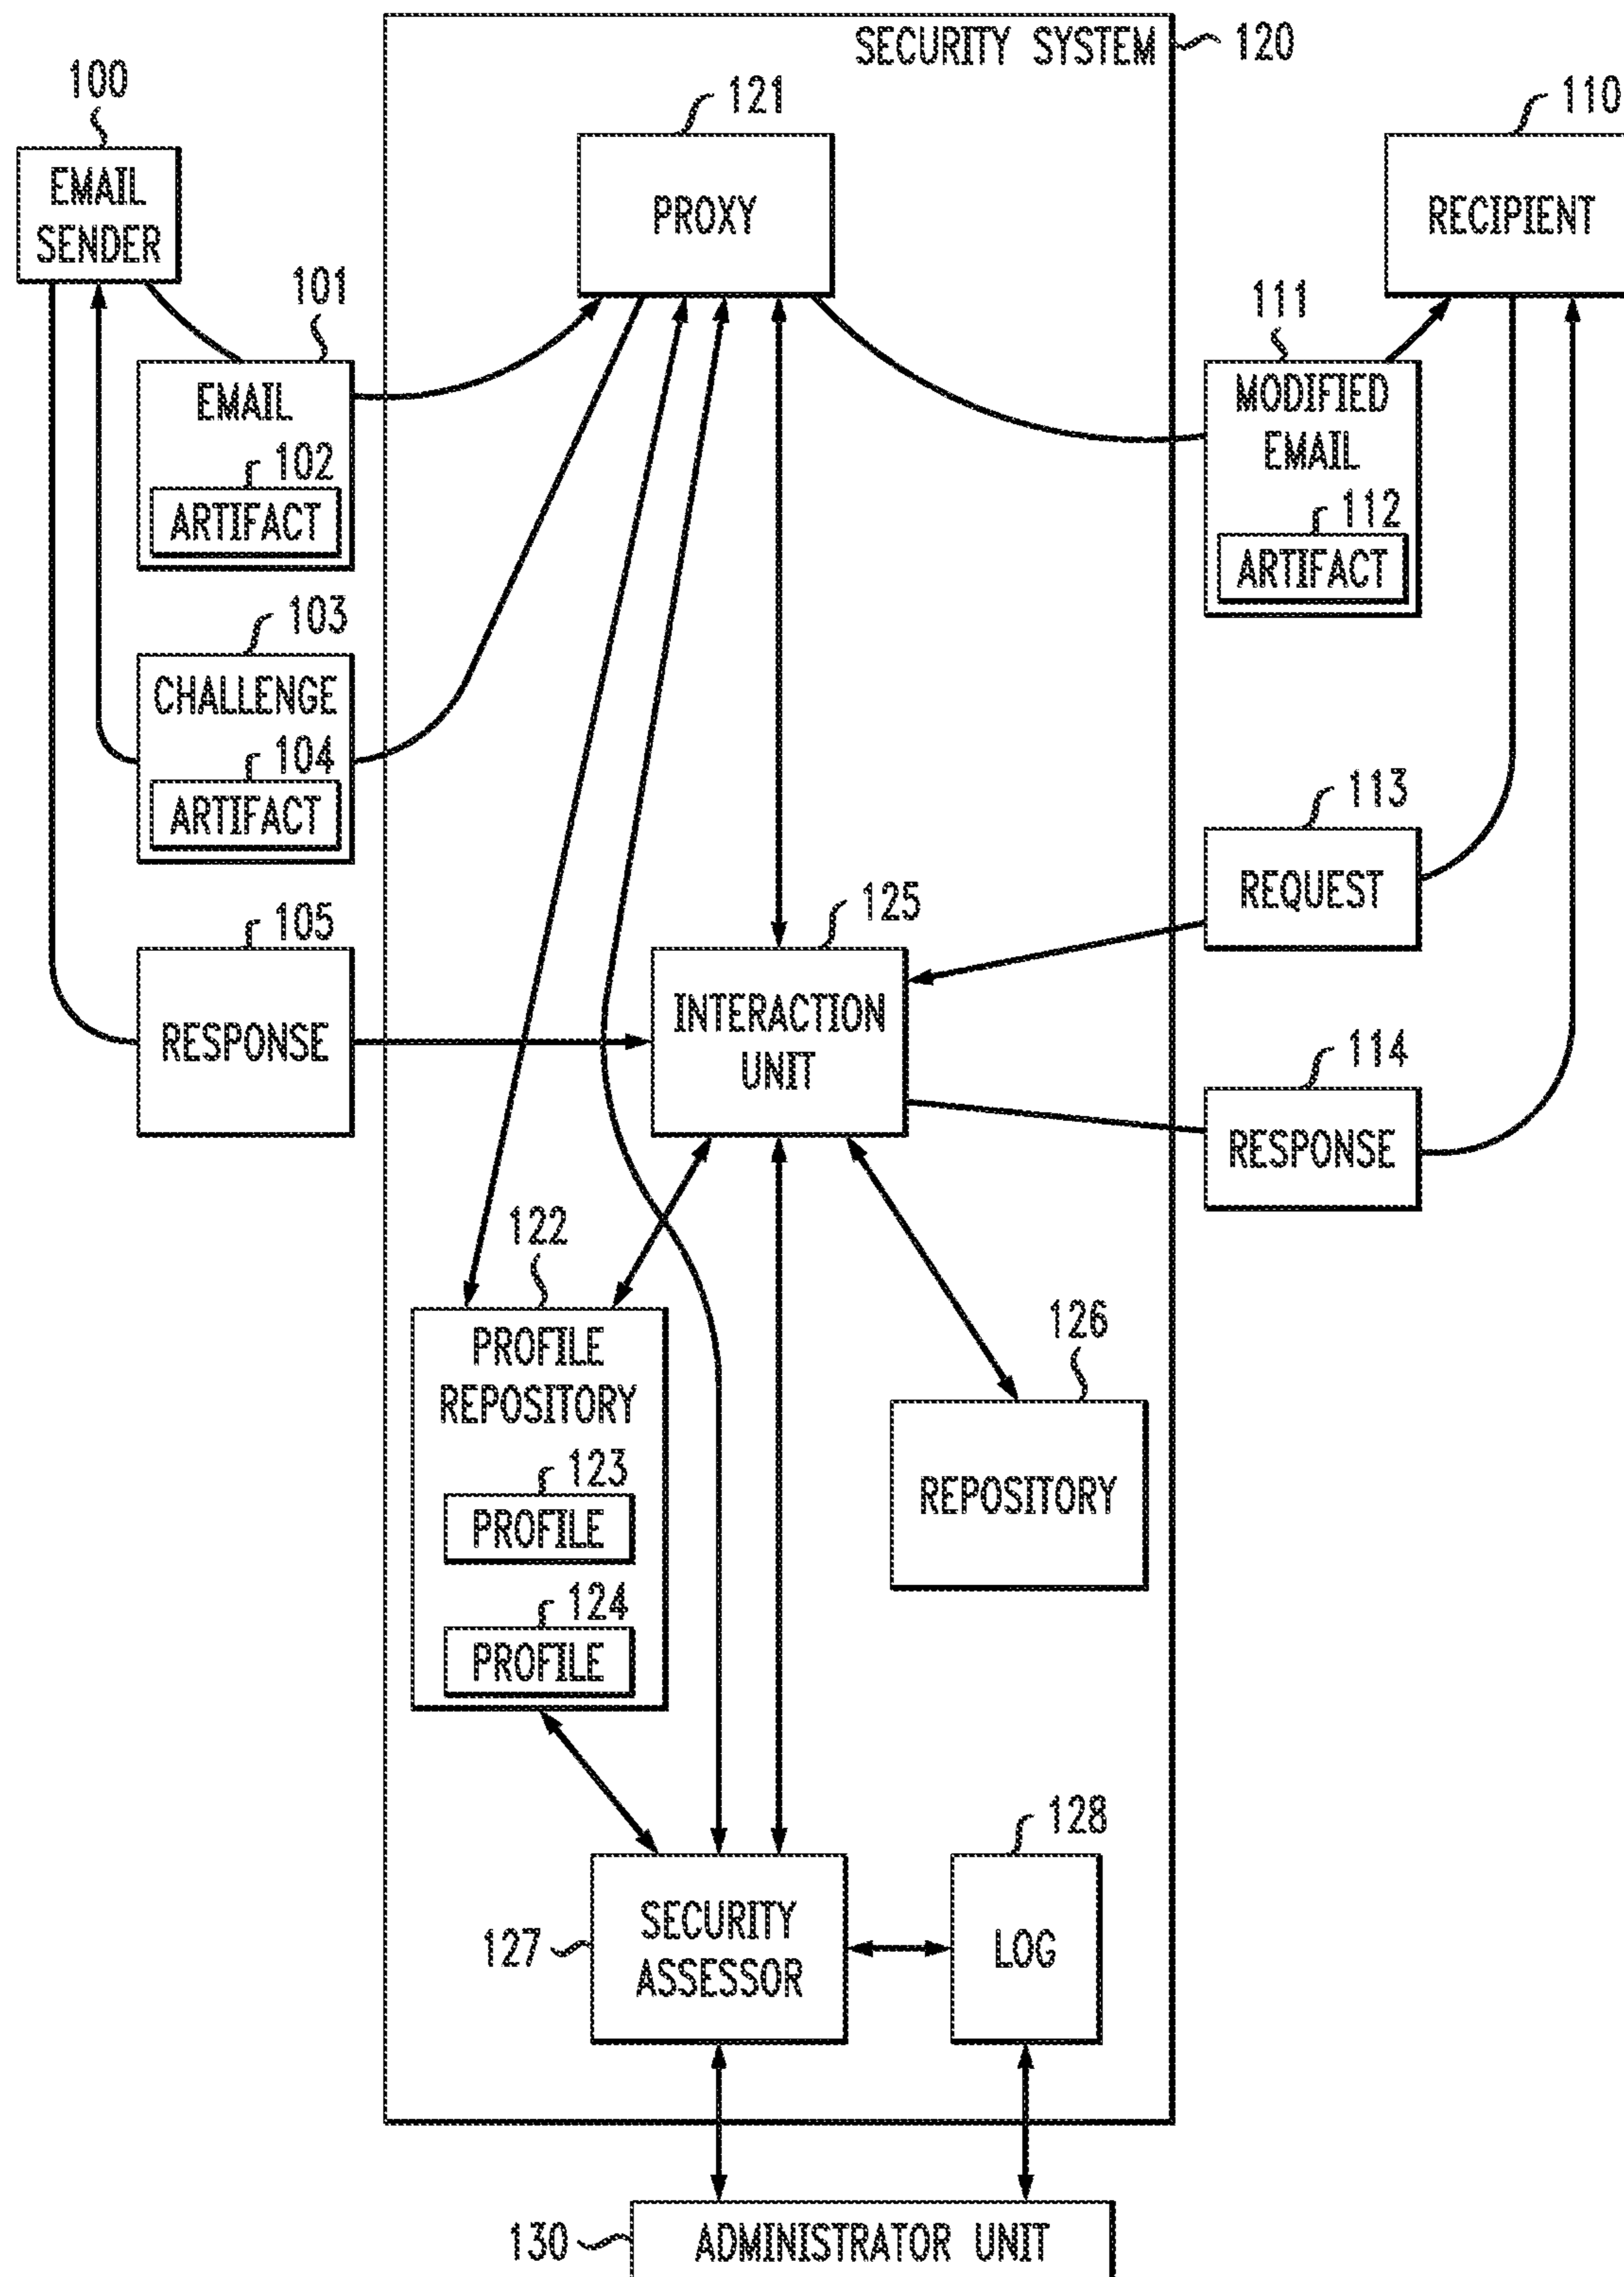 SECURITY SYSTEM
120
100
EMAIL
SENDER
121
PROXY
110
RECIPIENT
101
EMAIL
102
ARTIFACT
111
MODIFIED
EMAIL
112
ARTIFACT
103
CHALLENGE
104
ARTIFACT
113
REQUEST
105
RESPONSE
125
INTERACTION
UNIT
114
RESPONSE
122
PROFILE
REPOSITORY
123
PROFILE
124
PROFILE
126
REPOSITORY
127
SECURITY
ASSESSOR
128
LOG
130
ADMINISTRATOR UNIT